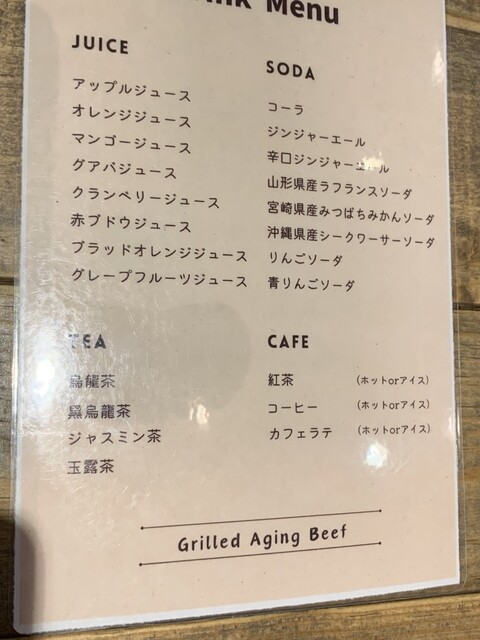 Menu
JUICE
アップルジュース
オレンジジュース
マンゴージュース
グアバジュース
クランベリージュース
赤ブドウジュース
ブラッドオレンジジュース
グレープフルーツジュース
SODA
コーラ
ジンジャーエール
辛口ジンジャーエール
山形県産ラフランスソーダ
宮崎県産みつばちみかんソーダ
沖縄県産シークワーサーソーダ
りんごソーダ
青りんごソーダ
TEA
烏龍茶
黒烏龍茶
ジャスミン茶
玉露茶
CAFE
紅茶 (ホットorアイス)
コーヒー (ホットorアイス)
カフェラテ (ホットorアイス)
Grilled Aging Beef